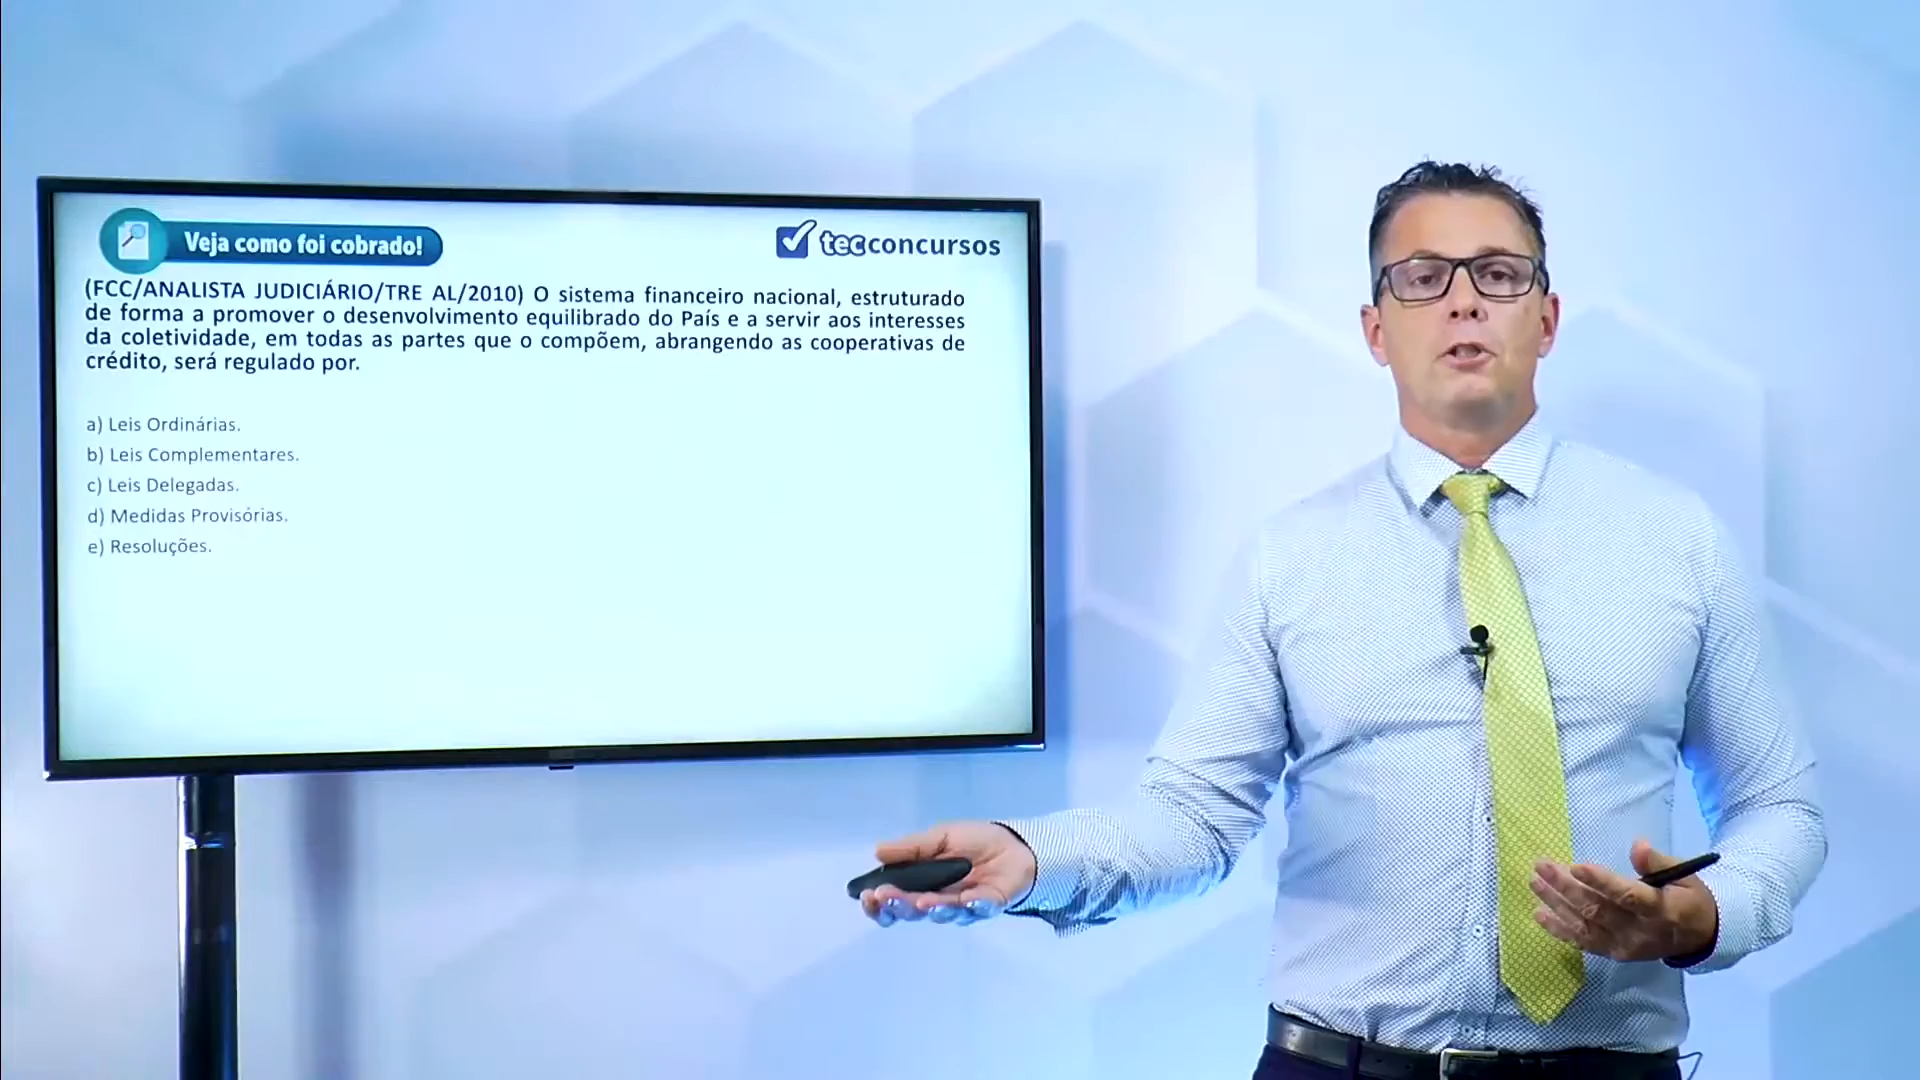 Veja como foi cobrado!
tecconcursos
(FCC/ANALISTA JUDICIÁRIO/TRE AL/2010) O sistema financeiro nacional, estruturado
de forma a promover o desenvolvimento equilibrado do País e a servir aos interesses
da coletividade, em todas as partes que o compõem, abrangendo as cooperativas de
crédito, será regulado por.
a) Leis Ordinárias.
b) Leis Complementares.
c) Leis Delegadas.
d) Medidas Provisórias.
e) Resoluções.